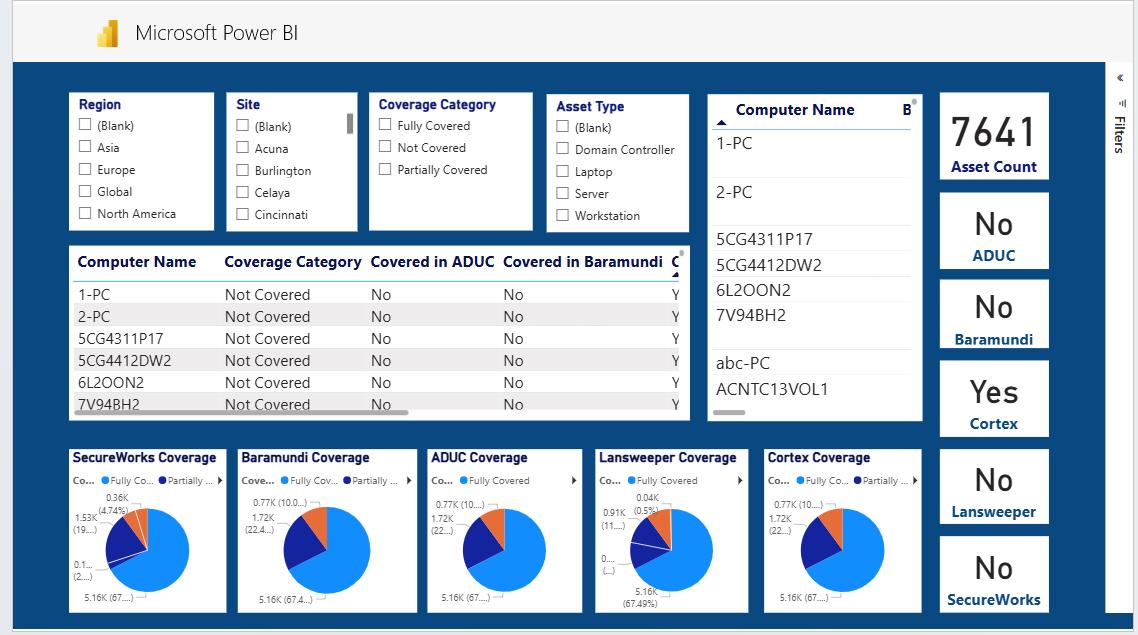 Microsoft Power BI
Region
(Blank)
Asia
Europe
Global
North America
Site
(Blank)
Acuna
Burlington
Celaya
Cincinnati
Coverage Category
Fully Covered
Not Covered
Partially Covered
Asset Type
(Blank)
Domain Controller
Laptop
Server
Workstation
Computer Name B
1-PC
2-PC
5CG4311P17
5CG4412DW2
6L2OON2
7V94BH2
abc-PC
ACNTC13VOL1
7641
Asset Count
No
ADUC
No
Baramundi
Yes
Cortex
No
Lansweeper
No
SecureWorks
Filters
Computer Name Coverage Category Covered in ADUC Covered in Baramundi C
1-PC Not Covered No No Y
2-PC Not Covered No No Y
5CG4311P17 Not Covered No No Y
5CG4412DW2 Not Covered No No Y
6L2OON2 Not Covered No No Y
7V94BH2 Not Covered No No Y
SecureWorks Coverage
Co... Fully Co... Partially ...
0.36K
(4.74%)
1.53K
(19....)
0.1...
(2....)
5.16K (67....)
Baramundi Coverage
Cove... Fully Cov... Partially ...
0.77K (10.0...)
1.72K
(22.4...)
5.16K (67.4...)
ADUC Coverage
Co... Fully Covered
0.77K (10....)
1.72K
(22...)
5.16K (67....)
Lansweeper Coverage
Co... Fully Covered
0.04K
(0.5%)
0.91K
(11....)
0....
(...)
5.16K
(67.49%)
Cortex Coverage
Co... Fully Co... Partially ...
0.77K (10....)
1.72K
(22...)
5.16K (67....)